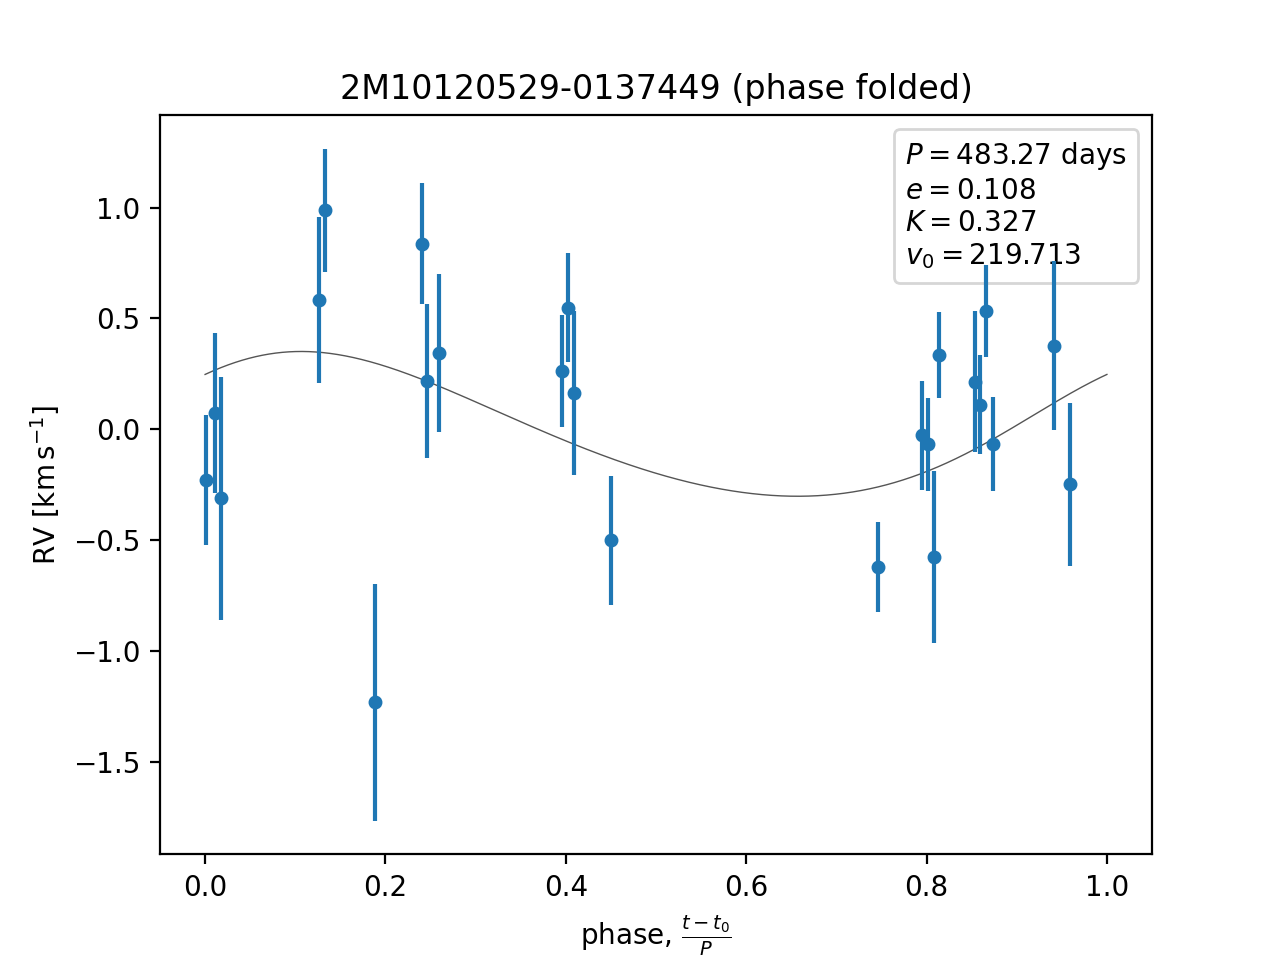 2M10120529-0137449 (phase folded)
P = 483.27 days
e = 0.108
K = 0.327
v₀ = 219.713
1.0
0.5
0.0
−0.5
−1.0
−1.5
RV [km s⁻¹]
0.0 0.2 0.4 0.6 0.8 1.0
phase, (t − t₀)/P